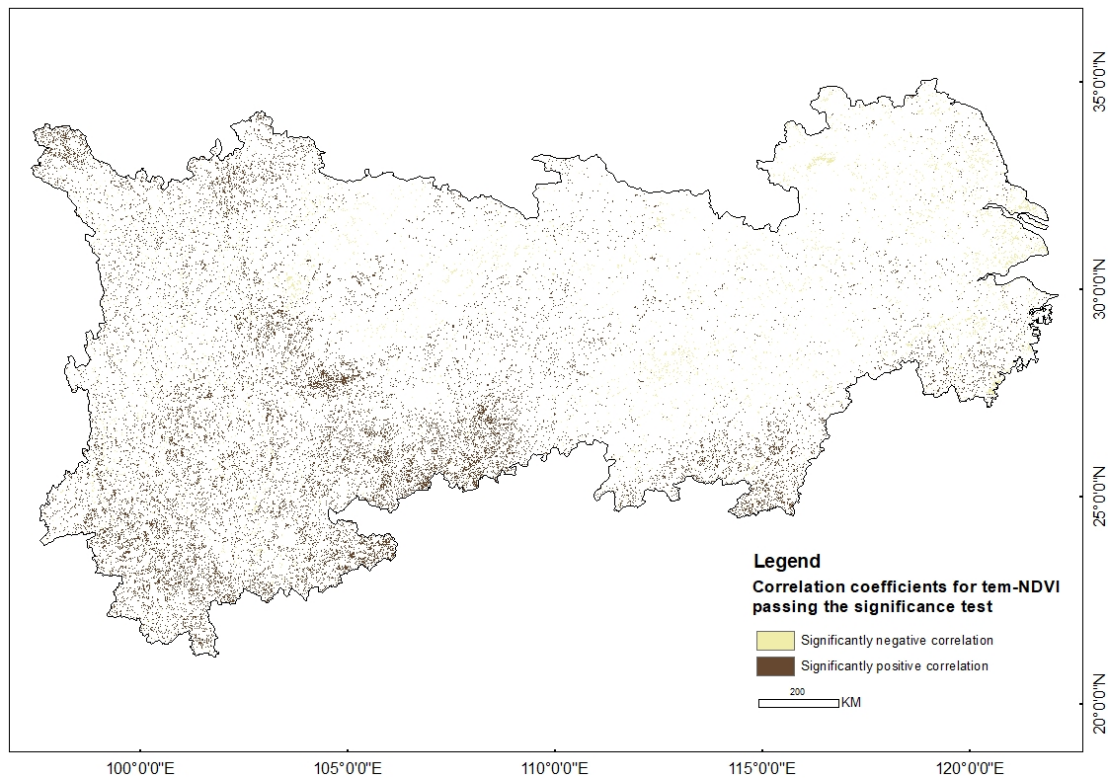 35°0'0"N
30°0'0"N
25°0'0"N
20°0'0"N
Legend
Correlation coefficients for tem-NDVI
passing the significance test
Significantly negative correlation
Significantly positive correlation
200
KM
100°0'0"E
105°0'0"E
110°0'0"E
115°0'0"E
120°0'0"E